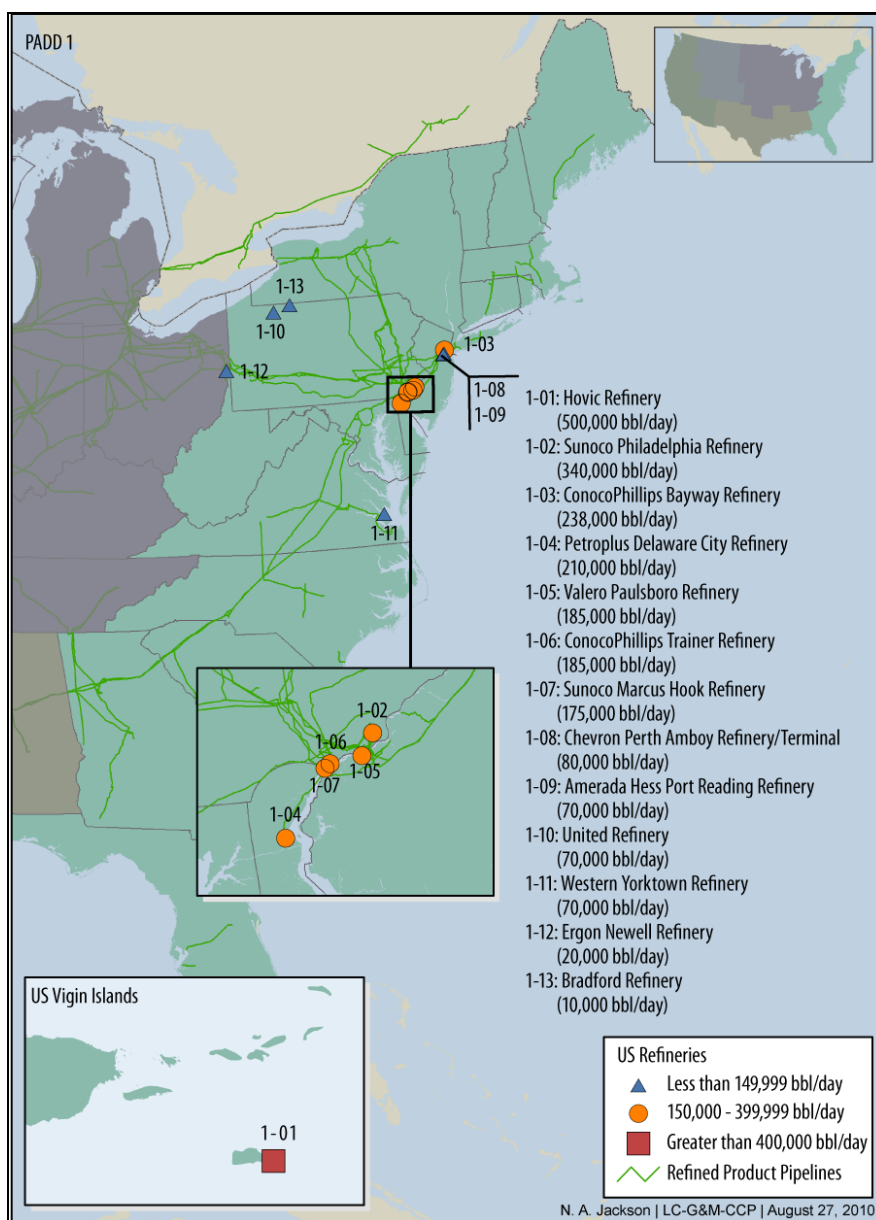 PADD 1
1-13
1-10
1-12
1-03
1-08
1-09
1-11
1-01: Hovic Refinery
(500,000 bbl/day)
1-02: Sunoco Philadelphia Refinery
(340,000 bbl/day)
1-03: ConocoPhillips Bayway Refinery
(238,000 bbl/day)
1-04: Petroplus Delaware City Refinery
(210,000 bbl/day)
1-05: Valero Paulsboro Refinery
(185,000 bbl/day)
1-06: ConocoPhillips Trainer Refinery
(185,000 bbl/day)
1-07: Sunoco Marcus Hook Refinery
(175,000 bbl/day)
1-08: Chevron Perth Amboy Refinery/Terminal
(80,000 bbl/day)
1-09: Amerada Hess Port Reading Refinery
(70,000 bbl/day)
1-10: United Refinery
(70,000 bbl/day)
1-11: Western Yorktown Refinery
(70,000 bbl/day)
1-12: Ergon Newell Refinery
(20,000 bbl/day)
1-13: Bradford Refinery
(10,000 bbl/day)
1-02
1-06
1-05
1-07
1-04
US Vigin Islands
1-01
US Refineries
Less than 149,999 bbl/day
150,000 - 399,999 bbl/day
Greater than 400,000 bbl/day
Refined Product Pipelines
N. A. Jackson | LC-G&M-CCP | August 27, 2010